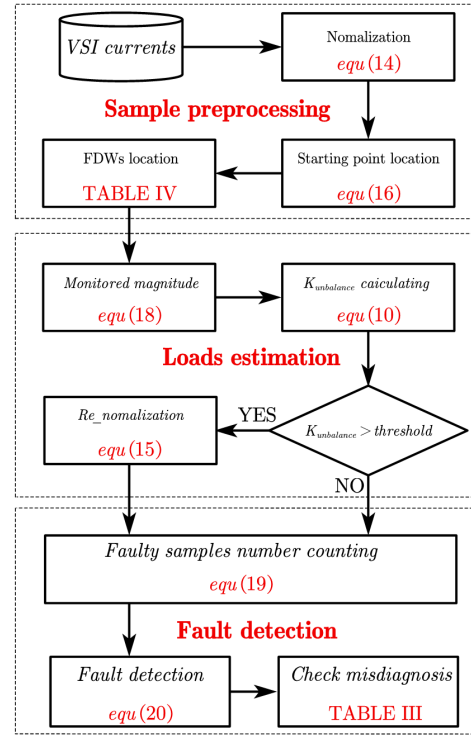 VSI currents
Nomalization
equ(14)
Sample preprocessing
FDWs location
TABLE IV
Starting point location
equ(16)
Monitored magnitude
equ(18)
K_unbalance caiculating
equ(10)
Loads estimation
Re_nomalization
equ(15)
YES
K_unbalance > threshold
NO
Faulty samples number counting
equ(19)
Fault detection
Fault detection
equ(20)
Check misdiagnosis
TABLE III